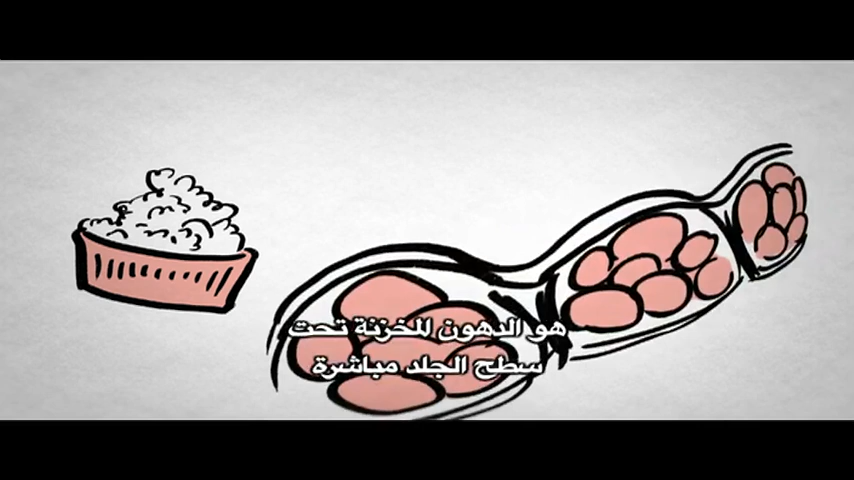 هو الدهون المخزنة تحت
سطح الجلد مباشرة